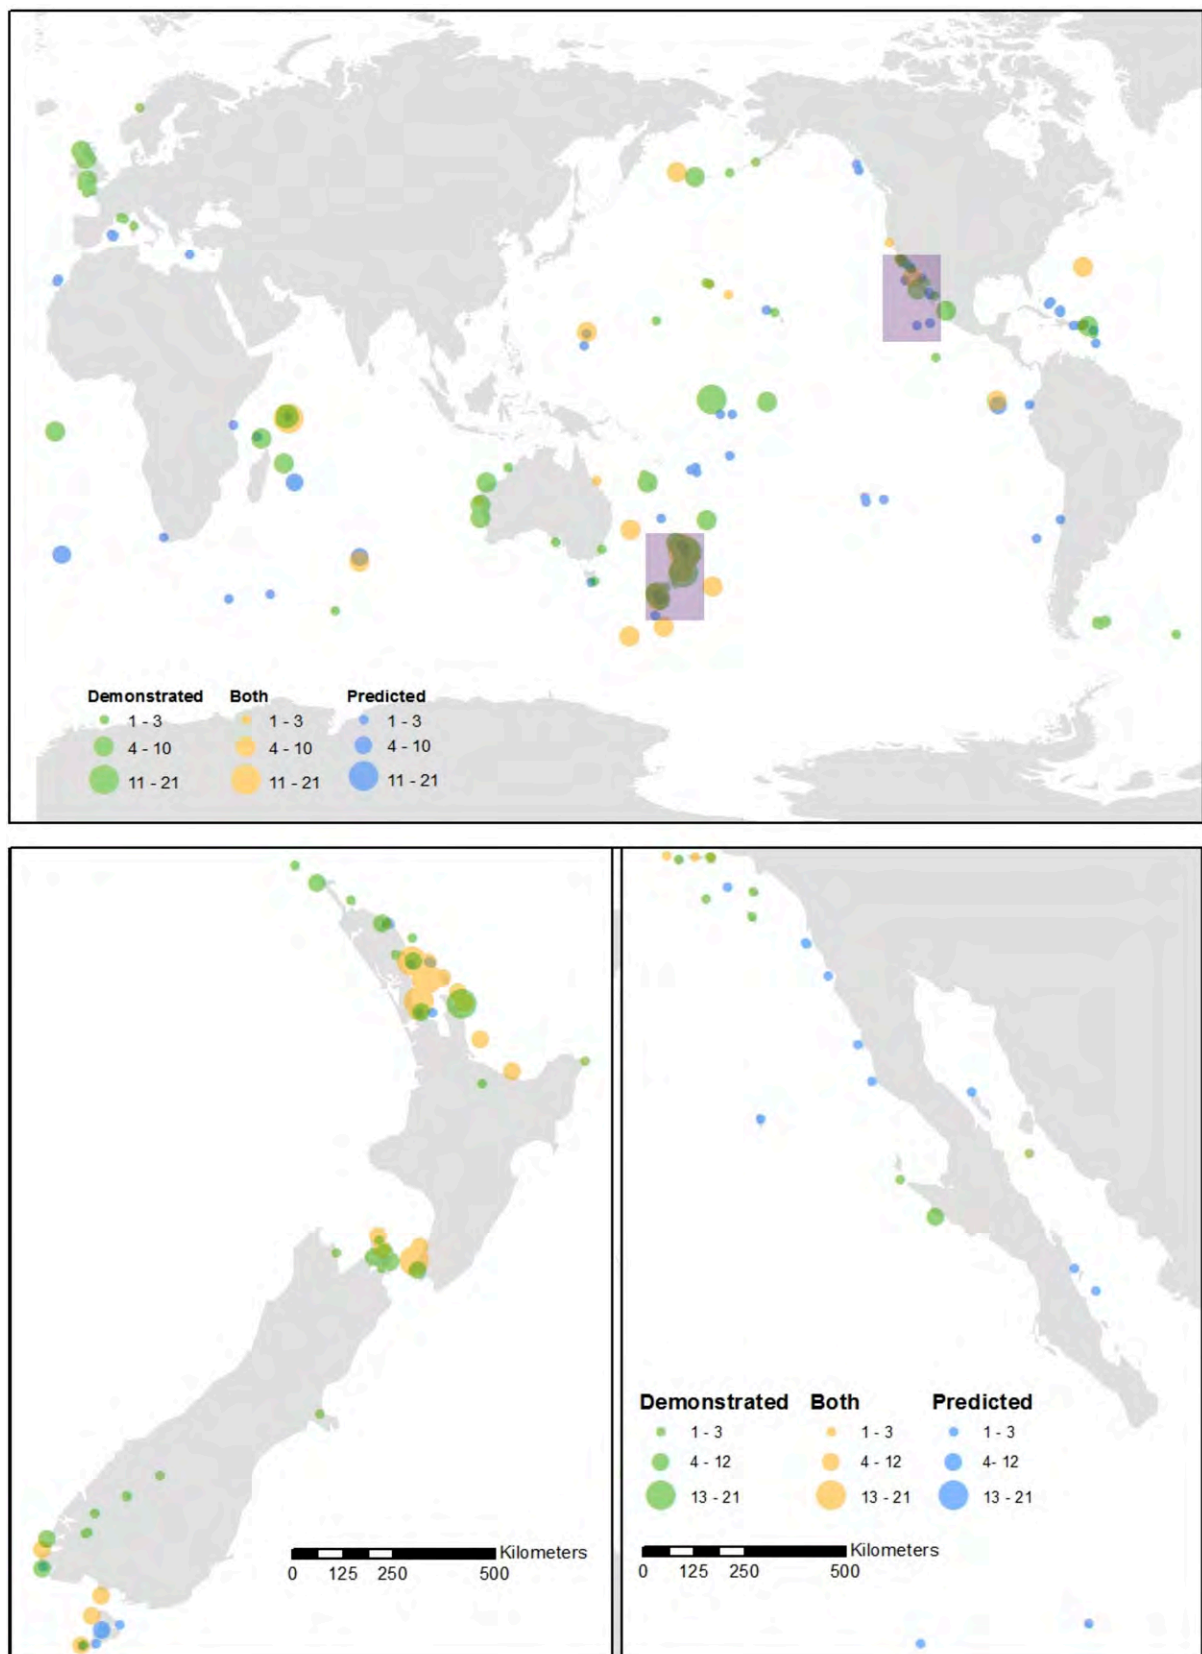 Demonstrated Both Predicted
1 - 3 1 - 3 1 - 3
4 - 10 4 - 10 4 - 10
11 - 21 11 - 21 11 - 21
Demonstrated Both Predicted
1 - 3 1 - 3 1 - 3
4 - 12 4 - 12 4- 12
13 - 21 13 - 21 13 - 21
Kilometers
0 125 250 500
Kilometers
0 125 250 500